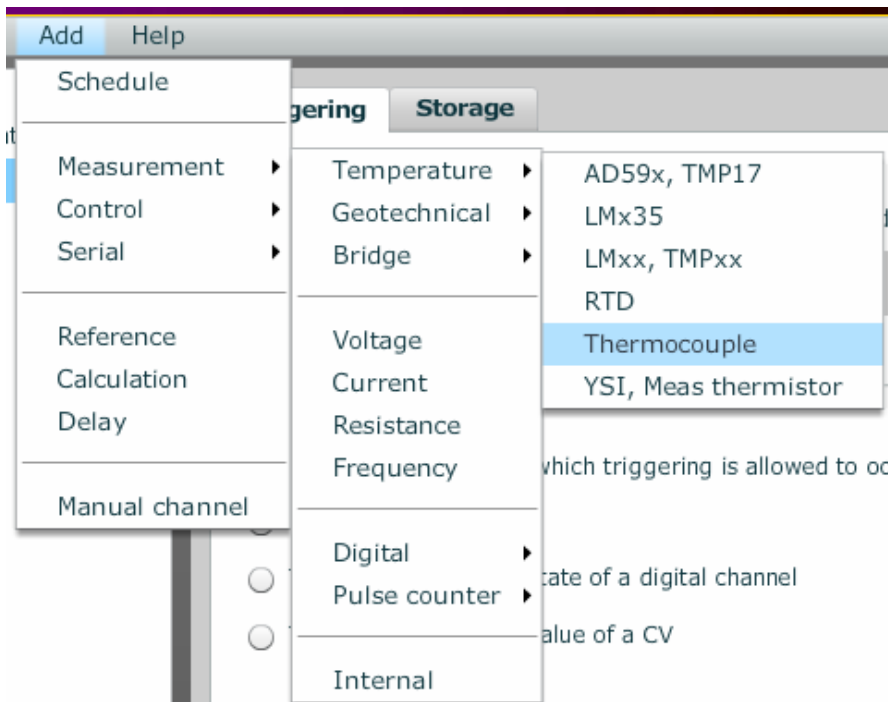 Add Help
Schedule
Measurement
Control
Serial
Reference
Calculation
Delay
Manual channel
gering Storage
Temperature
Geotechnical
Bridge
Voltage
Current
Resistance
Frequency
Digital
Pulse counter
Internal
AD59x, TMP17
LMx35
LMxx, TMPxx
RTD
Thermocouple
YSI, Meas thermistor
which triggering is allowed to oc
tate of a digital channel
alue of a CV